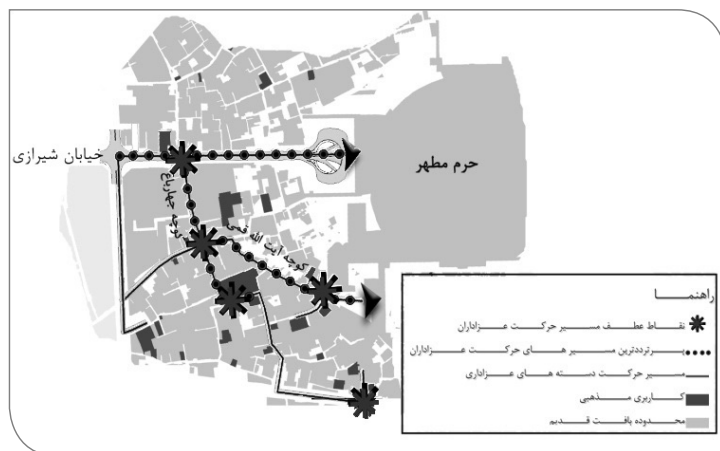 خیابان شیرازی
حرم مطهر
کوچه چهارباغ
کوچه آیت الله قمی
راهنما
نقاط عطف مسیر حرکت عزاداران
پرترددترین مسیر های حرکت عزاداران
مسیر حرکت دسته های عزاداری
کاربری مذهبی
محدوده بافت قدیم